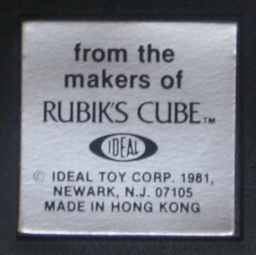 from the
makers of
RUBIK'S CUBE™
IDEAL
© IDEAL TOY CORP. 1981,
NEWARK, N.J. 07105
MADE IN HONG KONG